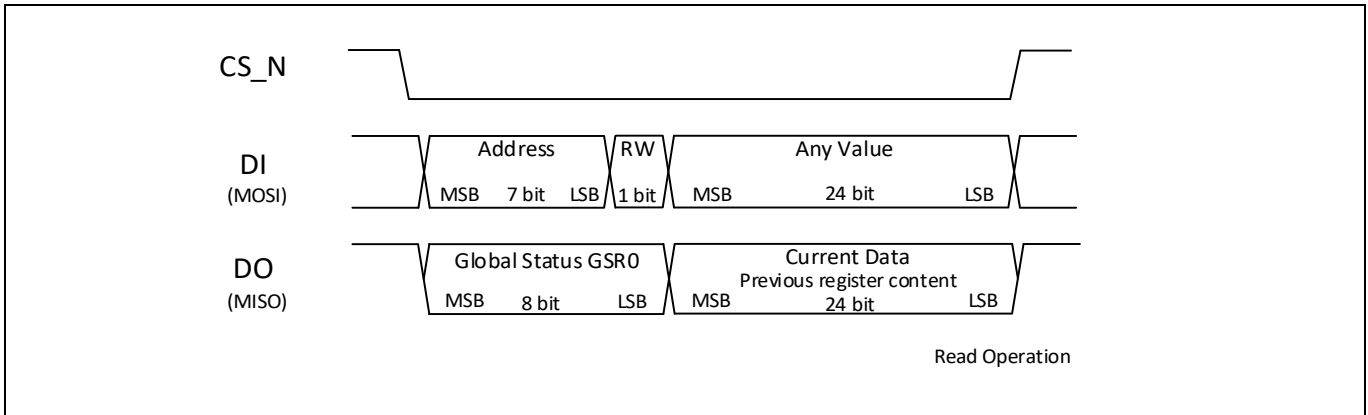 CS_N
DI
(MOSI)
Address
RW
Any Value
MSB 7 bit LSB
1 bit
MSB 24 bit LSB
DO
(MISO)
Global Status GSR0
Current Data
Previous register content
MSB 8 bit LSB
MSB 24 bit LSB
Read Operation